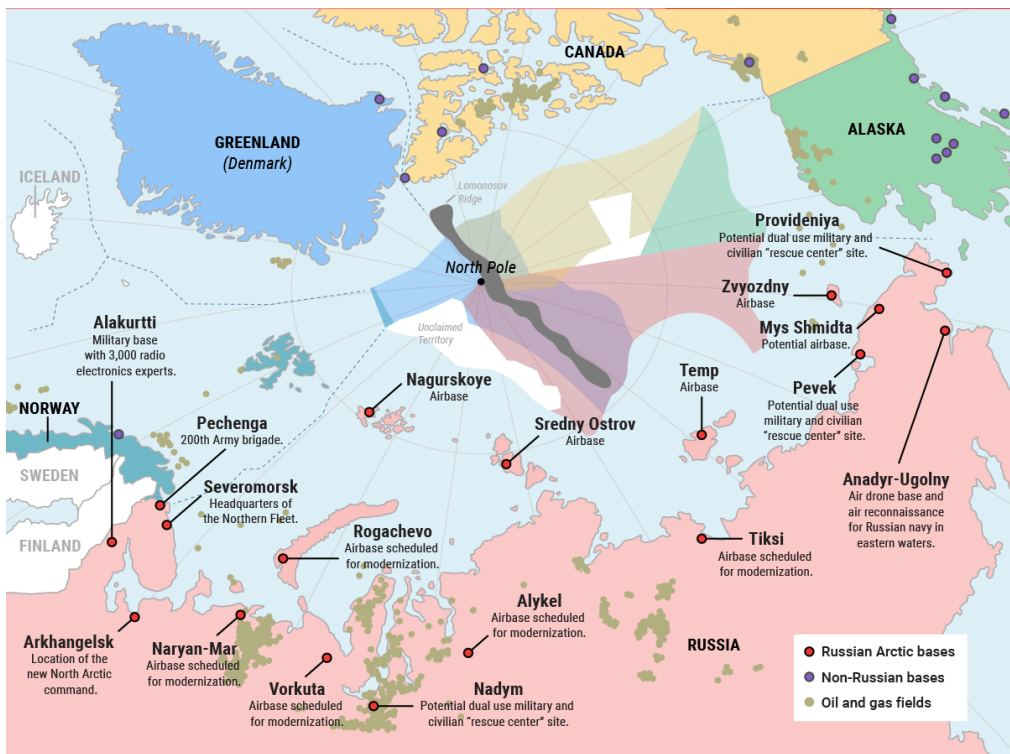 CANADA
GREENLAND
(Denmark)
ALASKA
ICELAND
Lomonosov
Ridge
North Pole
Unclaimed
Territory
Provideniya
Potential dual use military and
civilian “rescue center” site.
Zvyozdny
Airbase
Mys Shmidta
Potential airbase.
Pevek
Potential dual use
military and civilian
“rescue center” site.
Alakurtti
Military base
with 3,000 radio
electronics experts.
Nagurskoye
Airbase
Temp
Airbase
NORWAY
Pechenga
200th Army brigade.
Sredny Ostrov
Airbase
SWEDEN
Severomorsk
Headquarters of
the Northern Fleet.
Anadyr-Ugolny
Air drone base and
air reconnaissance
for Russian navy in
eastern waters.
FINLAND
Rogachevo
Airbase scheduled
for modernization.
Tiksi
Airbase scheduled
for modernization.
Alykel
Airbase scheduled
for modernization.
Arkhangelsk
Location of the
new North Arctic
command.
Naryan-Mar
Airbase scheduled
for modernization.
Vorkuta
Airbase scheduled
for modernization.
Nadym
Potential dual use military and
civilian “rescue center” site.
RUSSIA
Russian Arctic bases
Non-Russian bases
Oil and gas fields